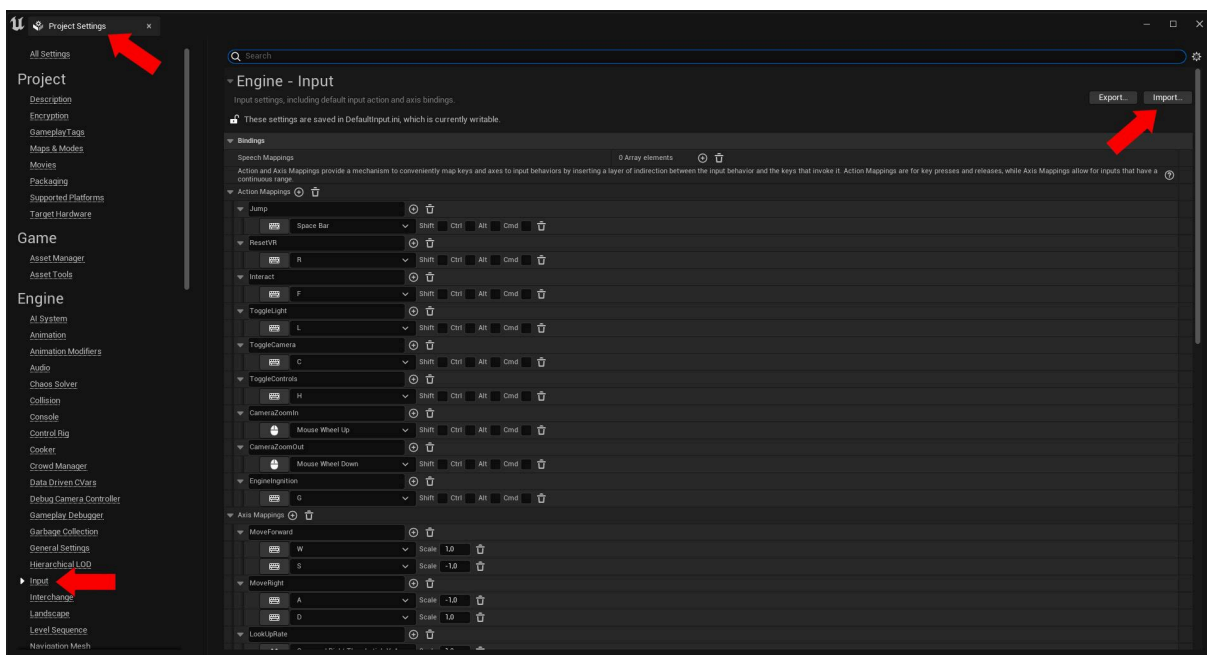 Project Settings
All Settings
Project
Description
Encryption
GameplayTags
Maps & Modes
Movies
Packaging
Supported Platforms
Target Hardware
Game
Asset Manager
Asset Tools
Engine
AI System
Animation
Animation Modifiers
Audio
Chaos Solver
Collision
Console
Control Rig
Cooker
Crowd Manager
Data Driven CVars
Debug Camera Controller
Gameplay Debugger
Garbage Collection
General Settings
Hierarchical LOD
Input
Interchange
Landscape
Level Sequence
Navigation Mesh
Search
Engine - Input
Input settings, including default input action and axis bindings.
Export... Import...
These settings are saved in DefaultInput.ini, which is currently writable.
Bindings
Speech Mappings 0 Array elements
Action and Axis Mappings provide a mechanism to conveniently map keys and axes to input behaviors by inserting a layer of indirection between the input behavior and the keys that invoke it. Action Mappings are for key presses and releases, while Axis Mappings allow for inputs that have a
continuous range.
Action Mappings
Jump
Space Bar Shift Ctrl Alt Cmd
ResetVR
R Shift Ctrl Alt Cmd
Interact
F Shift Ctrl Alt Cmd
ToggleLight
L Shift Ctrl Alt Cmd
ToggleCamera
C Shift Ctrl Alt Cmd
ToggleControls
H Shift Ctrl Alt Cmd
CameraZoomIn
Mouse Wheel Up Shift Ctrl Alt Cmd
CameraZoomOut
Mouse Wheel Down Shift Ctrl Alt Cmd
EngineIngnition
G Shift Ctrl Alt Cmd
Axis Mappings
MoveForward
W Scale 1,0
S Scale -1,0
MoveRight
A Scale -1,0
D Scale 1,0
LookUpRate